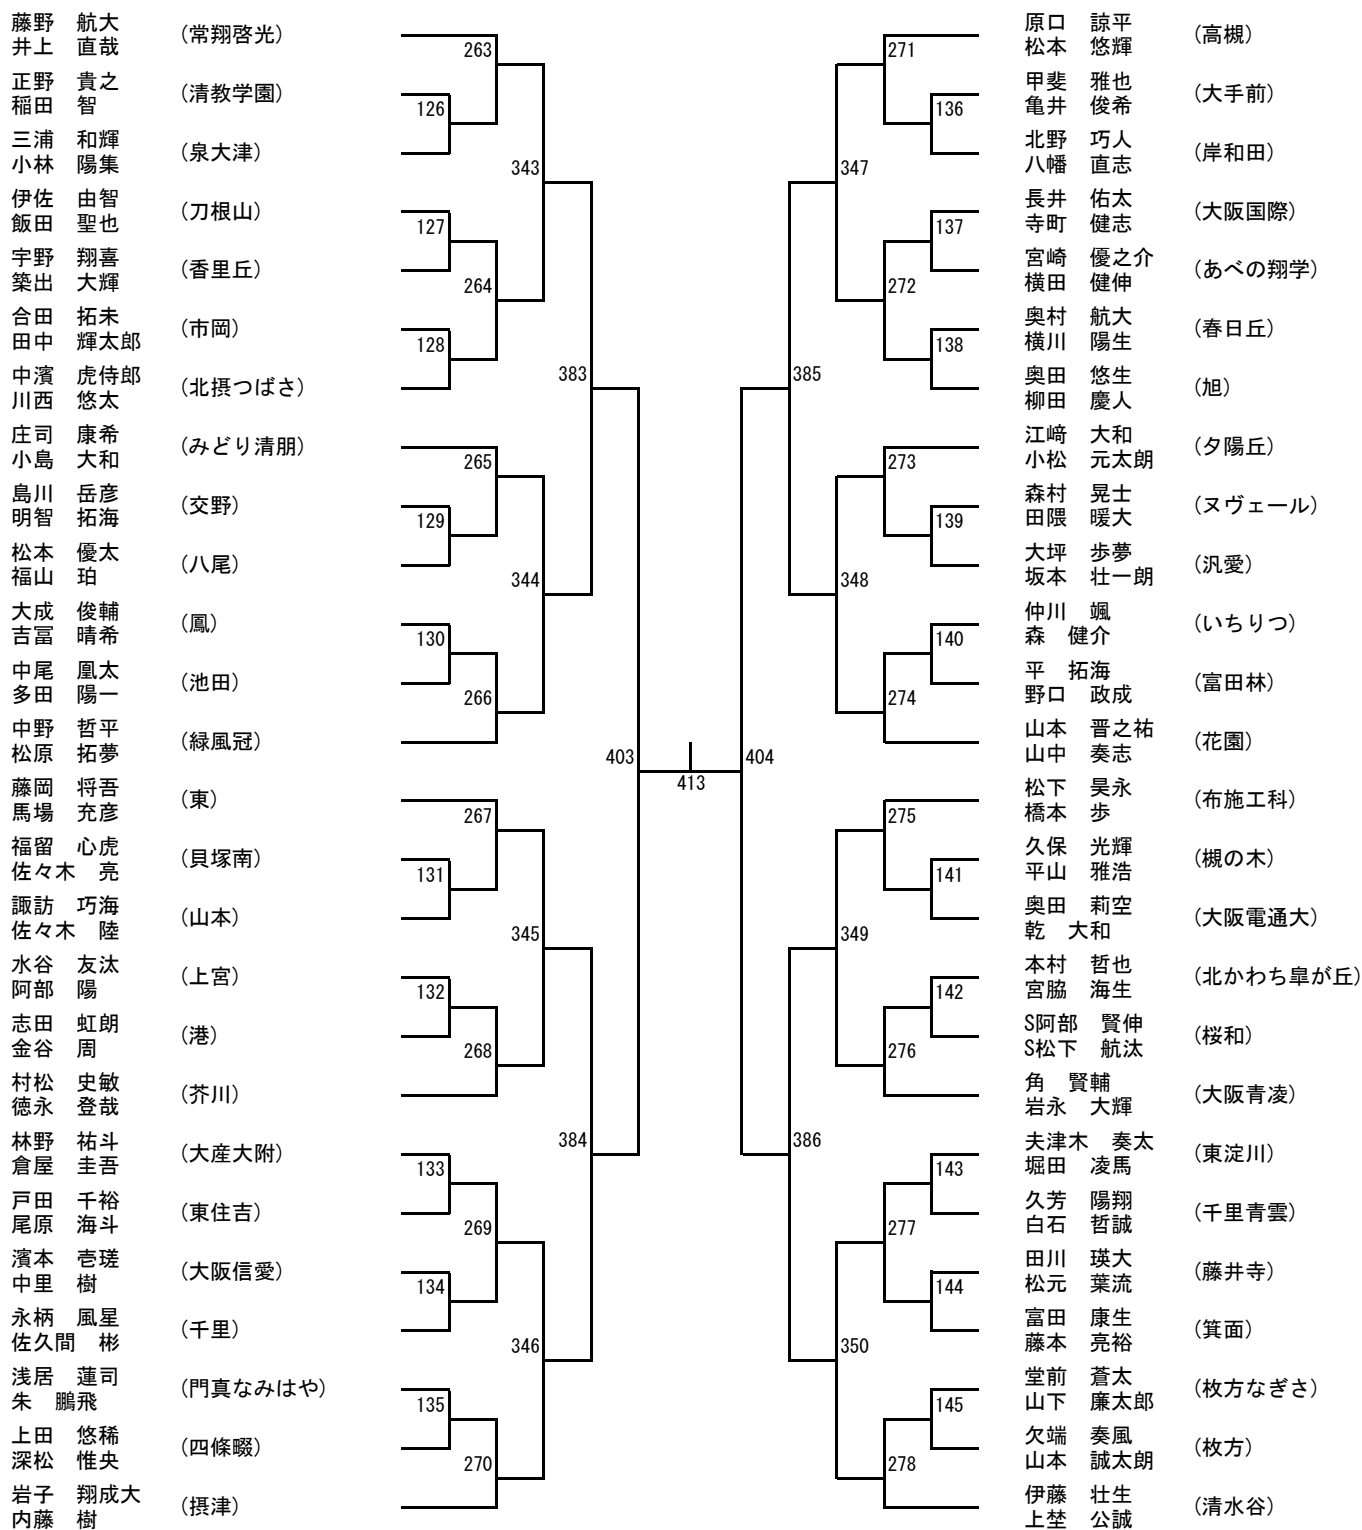 藤野　航大
井上　直哉
（常翔啓光）
正野　貴之
稲田　智
（清教学園）
三浦　和輝
小林　陽集
（泉大津）
伊佐　由智
飯田　聖也
（刀根山）
宇野　翔喜
築出　大輝
（香里丘）
合田　拓未
田中　輝太郎
（市岡）
中濱　虎侍郎
川西　悠太
（北摂つばさ）
庄司　康希
小島　大和
（みどり清朋）
島川　岳彦
明智　拓海
（交野）
松本　優太
福山　珀
（八尾）
大成　俊輔
吉冨　晴希
（鳳）
中尾　凰太
多田　陽一
（池田）
中野　哲平
松原　拓夢
（緑風冠）
藤岡　将吾
馬場　充彦
（東）
福留　心虎
佐々木　亮
（貝塚南）
諏訪　巧海
佐々木　陸
（山本）
水谷　友汰
阿部　陽
（上宮）
志田　虹朗
金谷　周
（港）
村松　史敏
徳永　登哉
（芥川）
林野　祐斗
倉屋　圭吾
（大産大附）
戸田　千裕
尾原　海斗
（東住吉）
濱本　壱瑳
中里　樹
（大阪信愛）
永柄　風星
佐久間　彬
（千里）
浅居　蓮司
朱　鵬飛
（門真なみはや）
上田　悠稀
深松　惟央
（四條畷）
岩子　翔成大
内藤　樹
（摂津）
263
126
343
127
264
128
383
265
129
344
130
266
403
267
131
345
132
268
384
133
269
134
346
135
270
413
404
271
136
347
137
272
138
385
273
139
348
140
274
275
141
349
142
276
386
143
277
144
350
145
278
原口　諒平
松本　悠輝
（高槻）
甲斐　雅也
亀井　俊希
（大手前）
北野　巧人
八幡　直志
（岸和田）
長井　佑太
寺町　健志
（大阪国際）
宮崎　優之介
横田　健伸
（あべの翔学）
奥村　航大
横川　陽生
（春日丘）
奥田　悠生
柳田　慶人
（旭）
江﨑　大和
小松　元太朗
（夕陽丘）
森村　晃士
田隈　暖大
（ヌヴェール）
大坪　歩夢
坂本　壮一朗
（汎愛）
仲川　颯
森　健介
（いちりつ）
平　拓海
野口　政成
（富田林）
山本　晋之祐
山中　奏志
（花園）
松下　昊永
橋本　歩
（布施工科）
久保　光輝
平山　雅浩
（槻の木）
奥田　莉空
乾　大和
（大阪電通大）
本村　哲也
宮脇　海生
（北かわち皐が丘）
S阿部　賢伸
S松下　航汰
（桜和）
角　賢輔
岩永　大輝
（大阪青凌）
夫津木　奏太
堀田　凌馬
（東淀川）
久芳　陽翔
白石　哲誠
（千里青雲）
田川　瑛大
松元　葉流
（藤井寺）
富田　康生
藤本　亮裕
（箕面）
堂前　蒼太
山下　廉太郎
（枚方なぎさ）
欠端　奏風
山本　誠太朗
（枚方）
伊藤　壮生
上埜　公誠
（清水谷）